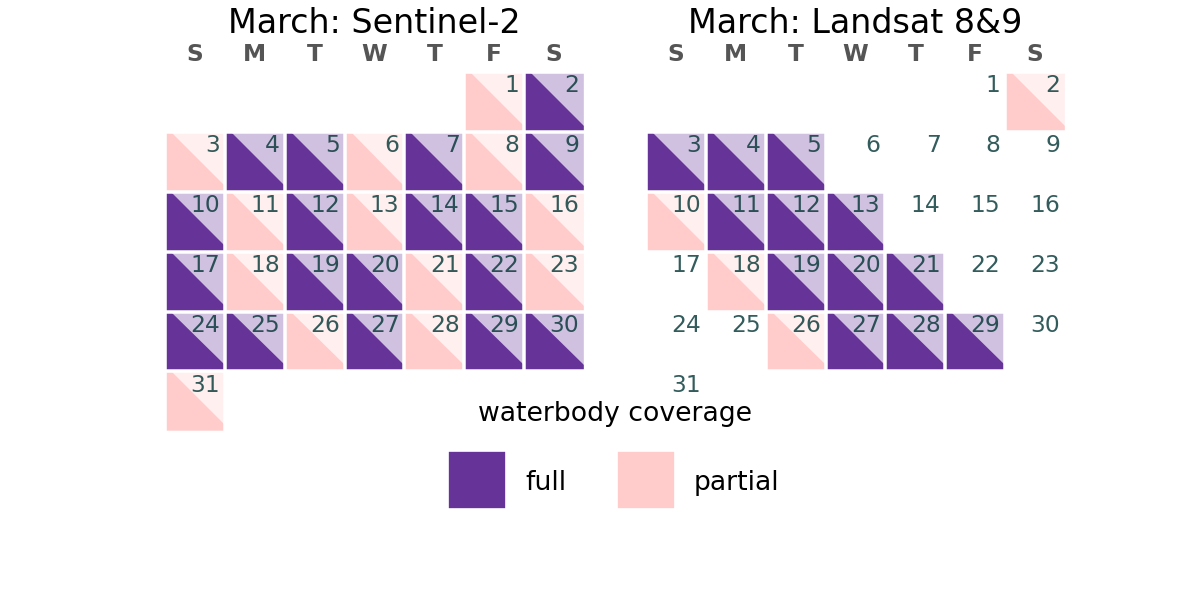 March: Sentinel-2
S M T W T F S
1 2
3 4 5 6 7 8 9
10 11 12 13 14 15 16
17 18 19 20 21 22 23
24 25 26 27 28 29 30
31
March: Landsat 8&9
S M T W T F S
1 2
3 4 5 6 7 8 9
10 11 12 13 14 15 16
17 18 19 20 21 22 23
24 25 26 27 28 29 30
31
waterbody coverage
full partial